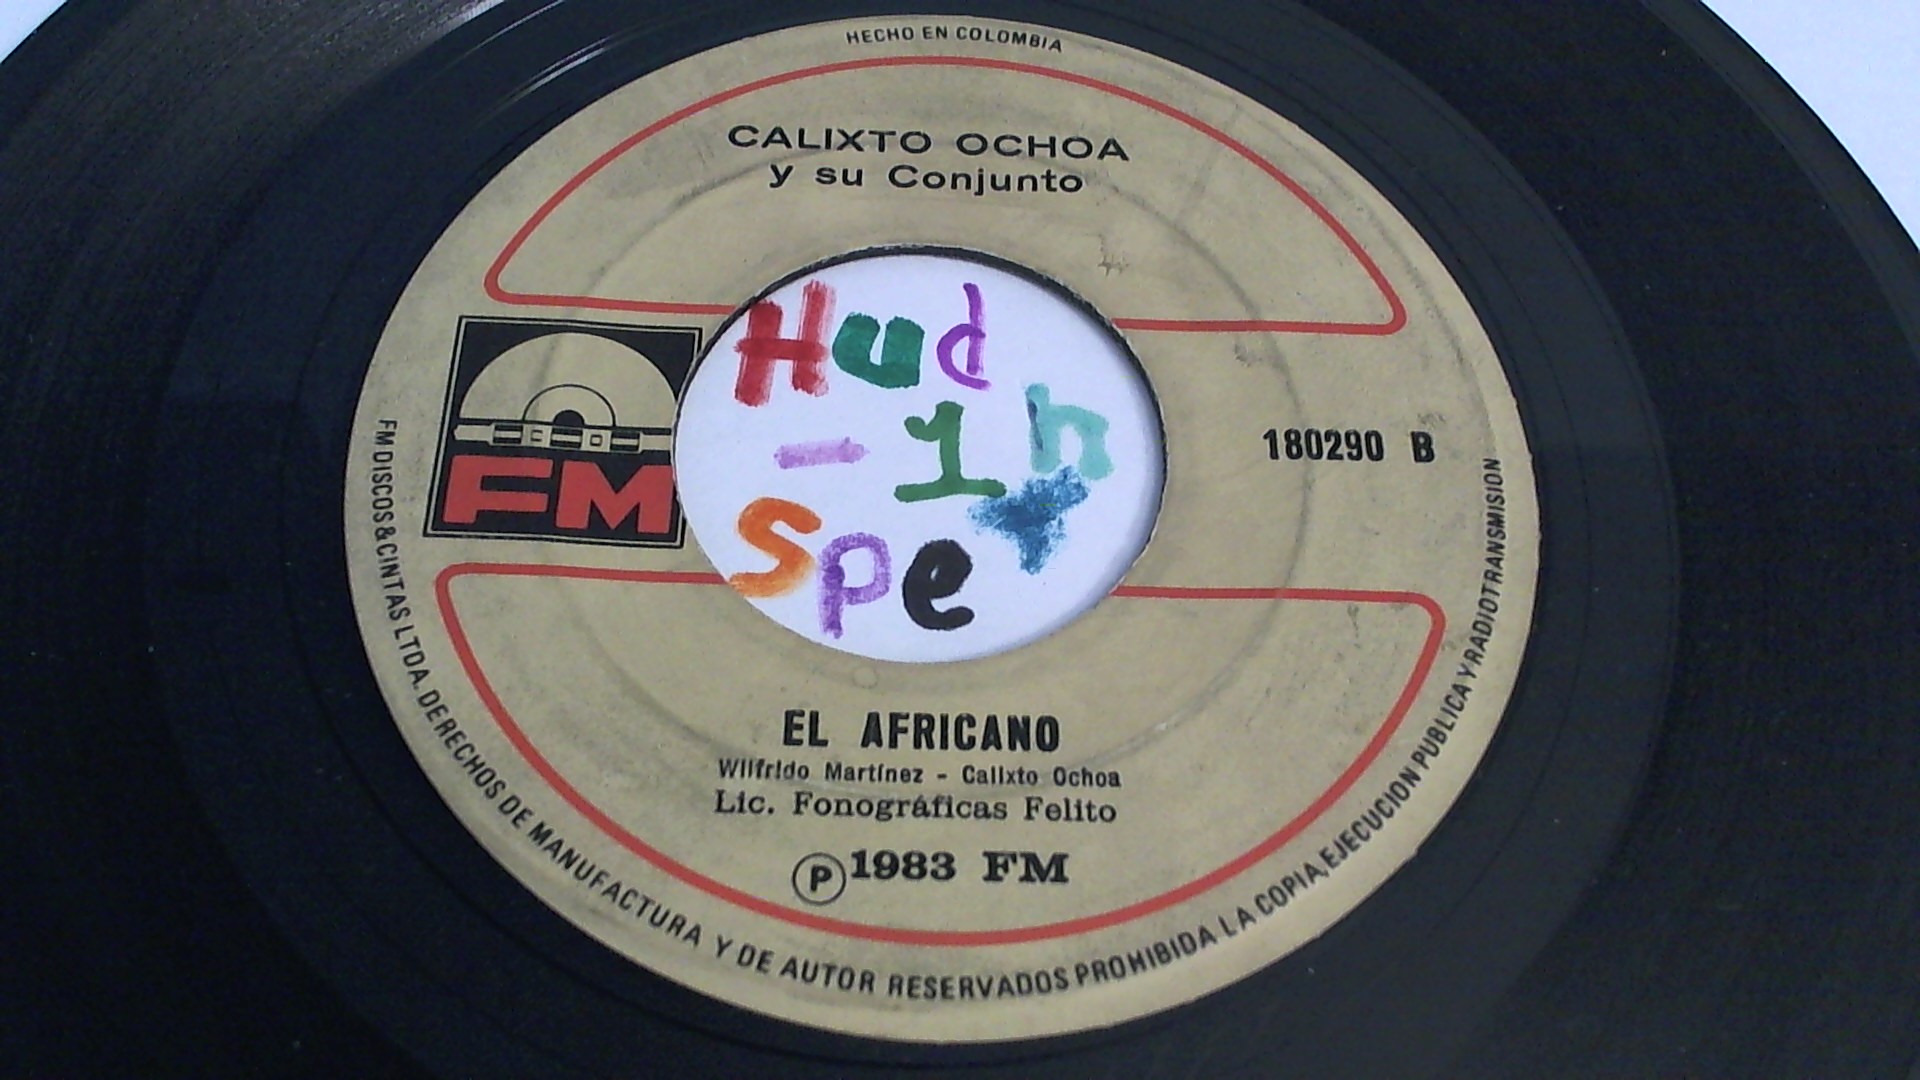 HECHO EN COLOMBIA
CALIXTO OCHOA
y su Conjunto
Hud
- 1 h
spe
FM
180290 B
EL AFRICANO
Wilfrido Martínez - Calixto Ochoa
Lic. Fonográficas Felito
Ⓟ 1983 FM
FM DISCOS & CINTAS LTDA. DERECHOS DE MANUFACTURA Y DE AUTOR RESERVADOS PROHIBIDA LA COPIA, EJECUCION PUBLICA Y RADIOTRANSMISION